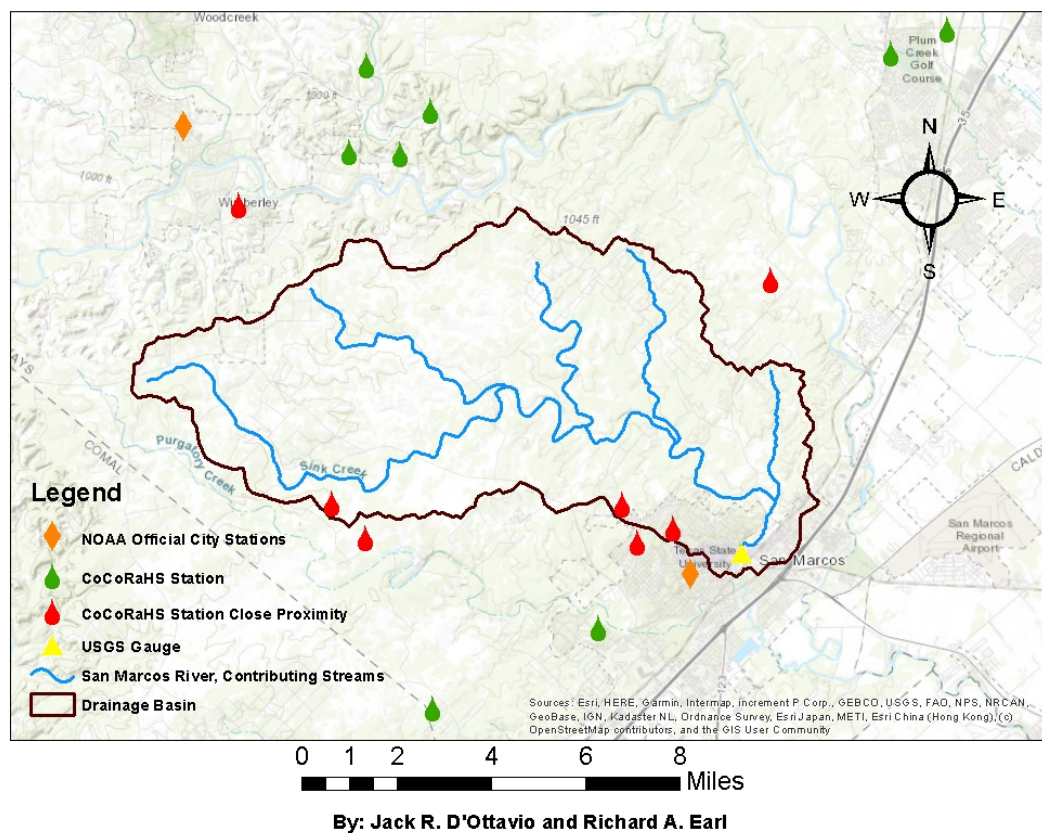 Woodcreek
Plum
Creek
Golf
Course
1000 ft
35
N
1000 ft
W
E
Wimberley
1045 ft
S
HAYS
COMAL
Purgatory Creek
Sink Creek
CALD
Legend
San Marcos
Regional
Airport
NOAA Official City Stations
Texas State
University
San Marcos
CoCoRaHS Station
CoCoRaHS Station Close Proximity
USGS Gauge
San Marcos River, Contributing Streams
123
Drainage Basin
Sources: Esri, HERE, Garmin, Intermap, increment P Corp., GEBCO, USGS, FAO, NPS, NRCAN,
GeoBase, IGN, Kadaster NL, Ordnance Survey, Esri Japan, METI, Esri China (Hong Kong), (c)
OpenStreetMap contributors, and the GIS User Community
0 1 2 4 6 8
Miles
By: Jack R. D'Ottavio and Richard A. Earl